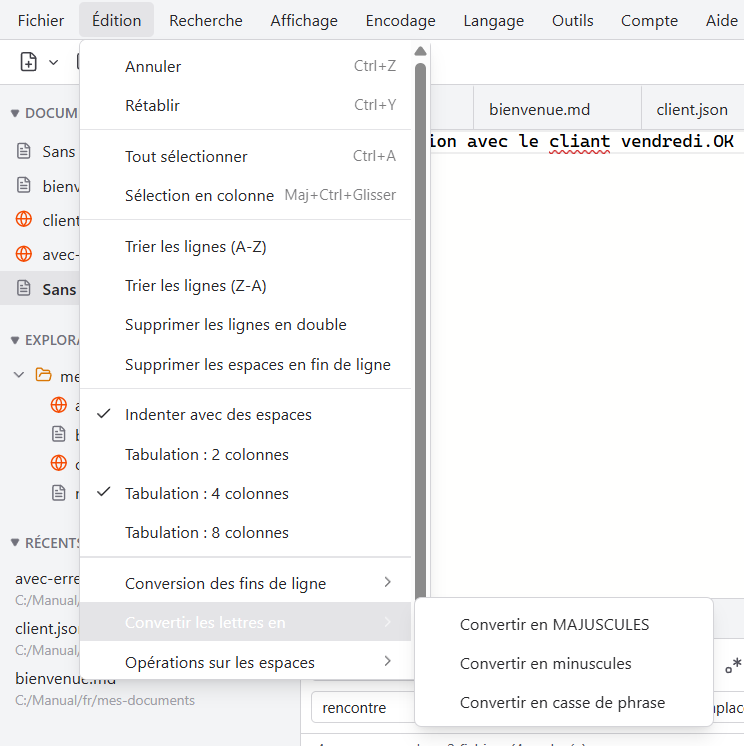 Fichier Édition Recherche Affichage Encodage Langage Outils Compte Aide
bienvenue.md client.json
ion avec le cliant vendredi.OK
Annuler Ctrl+Z
Rétablir Ctrl+Y
Tout sélectionner Ctrl+A
Sélection en colonne Maj+Ctrl+Glisser
Trier les lignes (A-Z)
Trier les lignes (Z-A)
Supprimer les lignes en double
Supprimer les espaces en fin de ligne
Indenter avec des espaces
Tabulation : 2 colonnes
Tabulation : 4 colonnes
Tabulation : 8 colonnes
Conversion des fins de ligne
Convertir les lettres en
Opérations sur les espaces
Convertir en MAJUSCULES
Convertir en minuscules
Convertir en casse de phrase
DOCUM
Sans
bienv
client
avec-
Sans
EXPLORA
me
RÉCENTS
avec-erre
C:/Manual/
client.jso
C:/Manual/
bienvenue.md
C:/Manual/fr/mes-documents
.*
rencontre